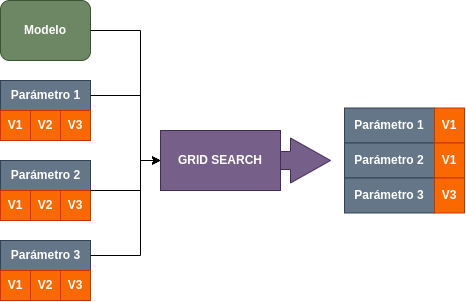 Modelo
Parámetro 1
V1 V2 V3
Parámetro 2
V1 V2 V3
Parámetro 3
V1 V2 V3
GRID SEARCH
Parámetro 1 V1
Parámetro 2 V1
Parámetro 3 V3